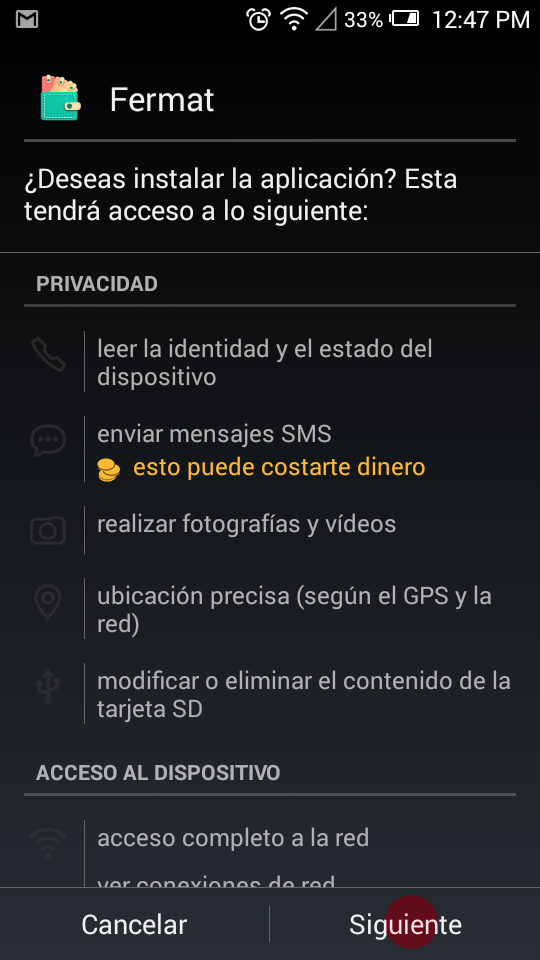 33% 12:47 PM
Fermat
¿Deseas instalar la aplicación? Esta
tendrá acceso a lo siguiente:
PRIVACIDAD
leer la identidad y el estado del
dispositivo
enviar mensajes SMS
esto puede costarte dinero
realizar fotografías y vídeos
ubicación precisa (según el GPS y la
red)
modificar o eliminar el contenido de la
tarjeta SD
ACCESO AL DISPOSITIVO
acceso completo a la red
ver conexiones de red
Cancelar
Siguiente